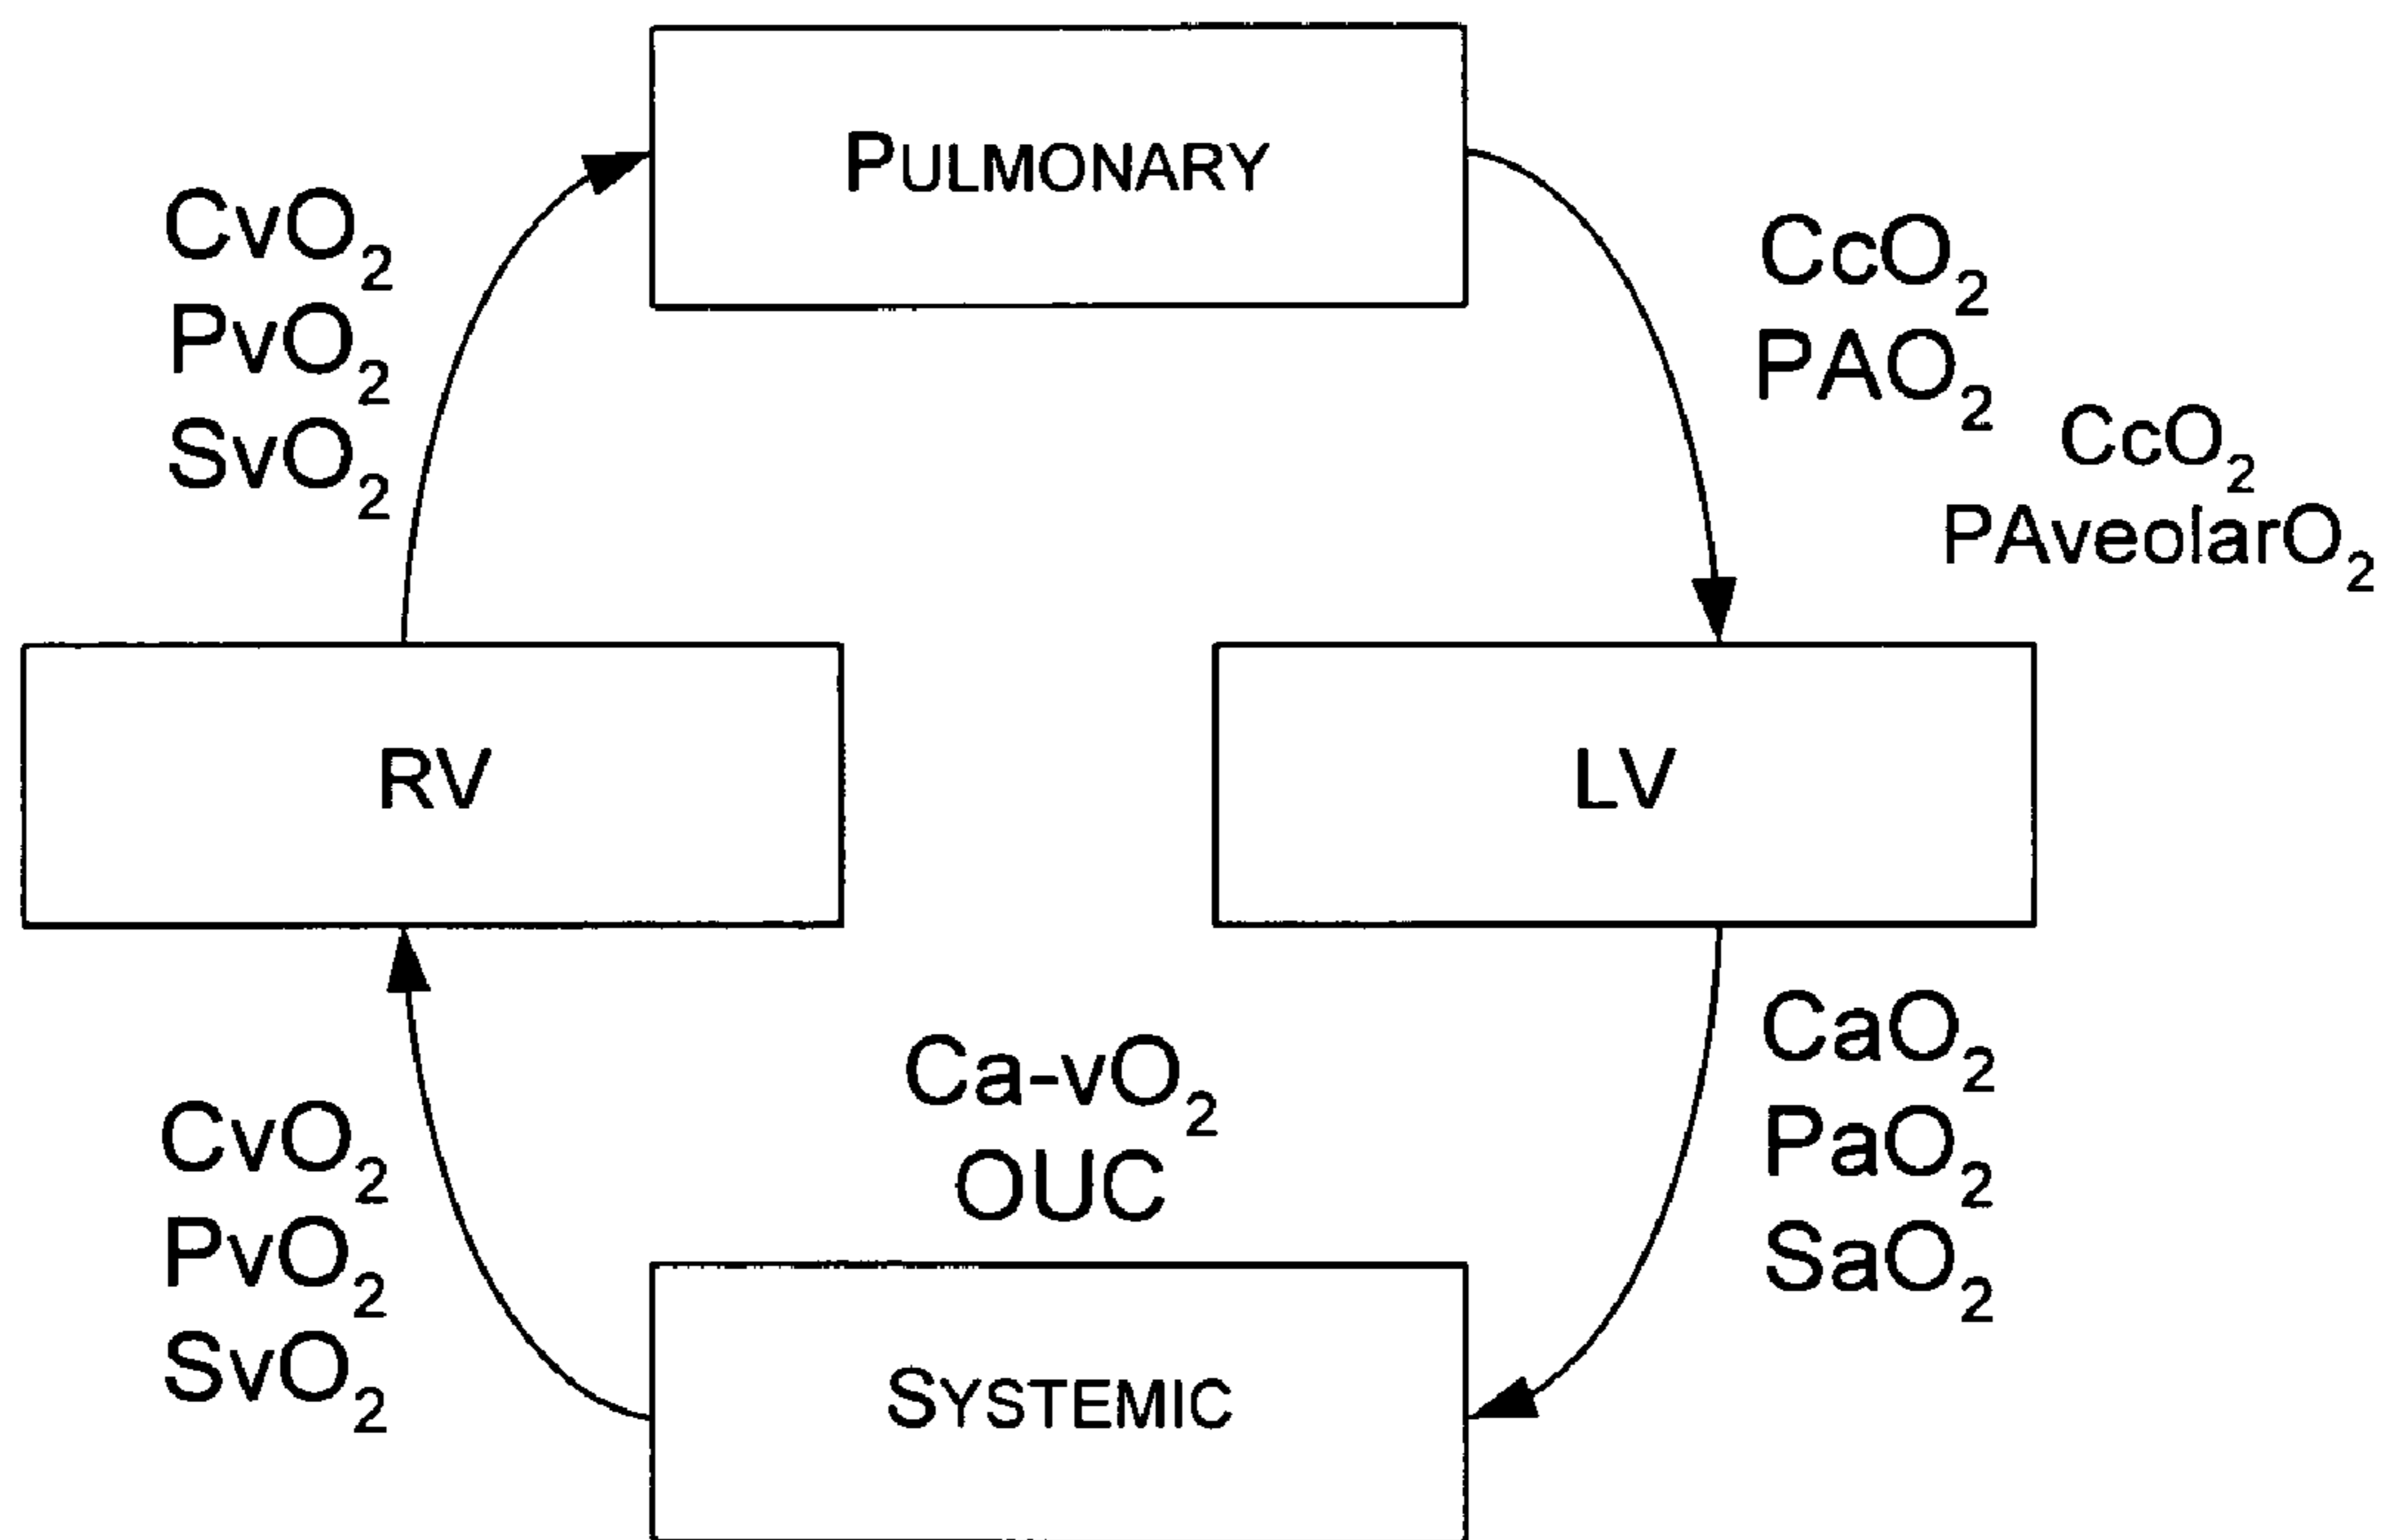 PULMONARY
CvO₂
PvO₂
SvO₂
CcO₂
PAO₂
CcO₂
PAveolarO₂
RV
LV
Ca-vO₂
OUC
CaO₂
PaO₂
SaO₂
CvO₂
PvO₂
SvO₂
SYSTEMIC